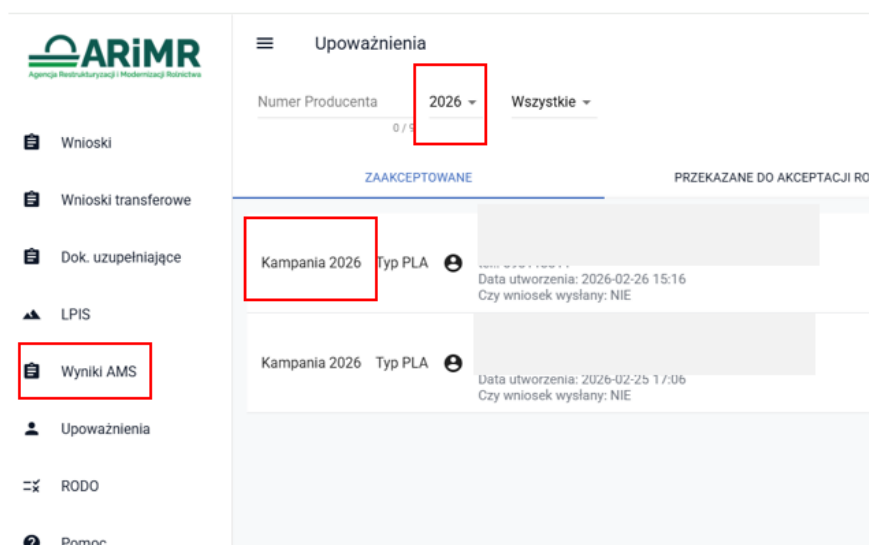 ARiMR
Agencja Restrukturyzacji i Modernizacji Rolnictwa
Upoważnienia
Numer Producenta
2026
Wszystkie
0 / 9
Wnioski
Wnioski transferowe
Dok. uzupełniające
LPIS
Wyniki AMS
Upoważnienia
RODO
Pomoc
ZAAKCEPTOWANE
PRZEKAZANE DO AKCEPTACJI RO
Kampania 2026 Typ PLA
Data utworzenia: 2026-02-26 15:16
Czy wniosek wysłany: NIE
Kampania 2026 Typ PLA
Data utworzenia: 2026-02-25 17:06
Czy wniosek wysłany: NIE